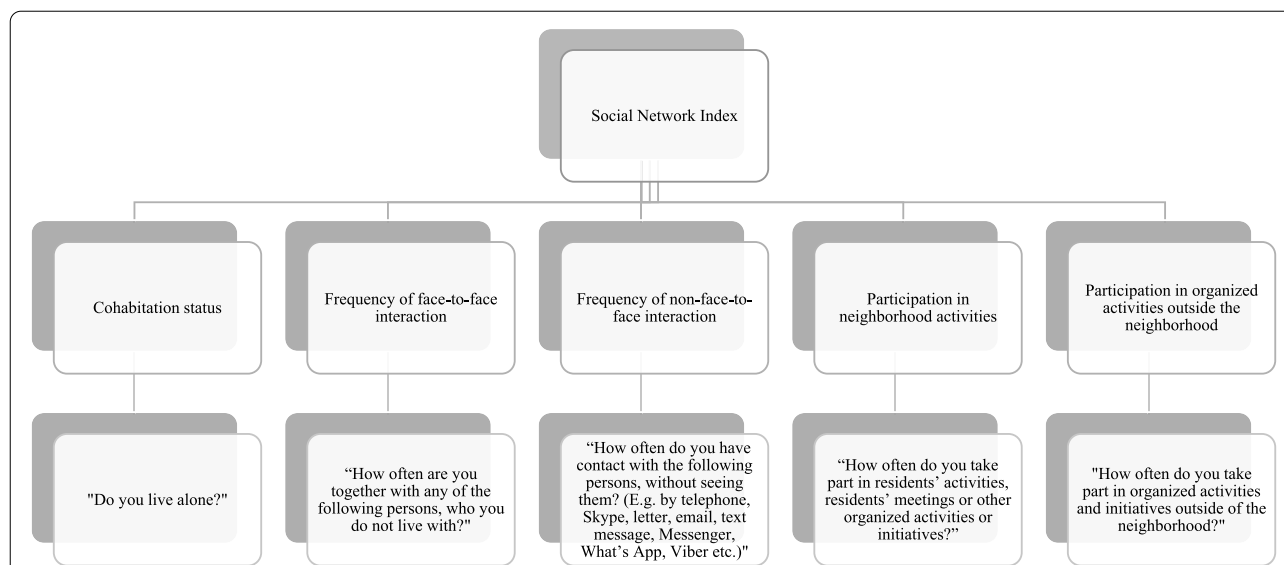 Social Network Index
Cohabitation status
Frequency of face-to-face
interaction
Frequency of non-face-to-
face interaction
Participation in
neighborhood activities
Participation in organized
activities outside the
neighborhood
"Do you live alone?"
“How often are you
together with any of the
following persons, who you
do not live with?"
“How often do you have
contact with the following
persons, without seeing
them? (E.g. by telephone,
Skype, letter, email, text
message, Messenger,
What’s App, Viber etc.)"
“How often do you take
part in residents’ activities,
residents’ meetings or other
organized activities or
initiatives?”
"How often do you take
part in organized activities
and initiatives outside of the
neighborhood?"